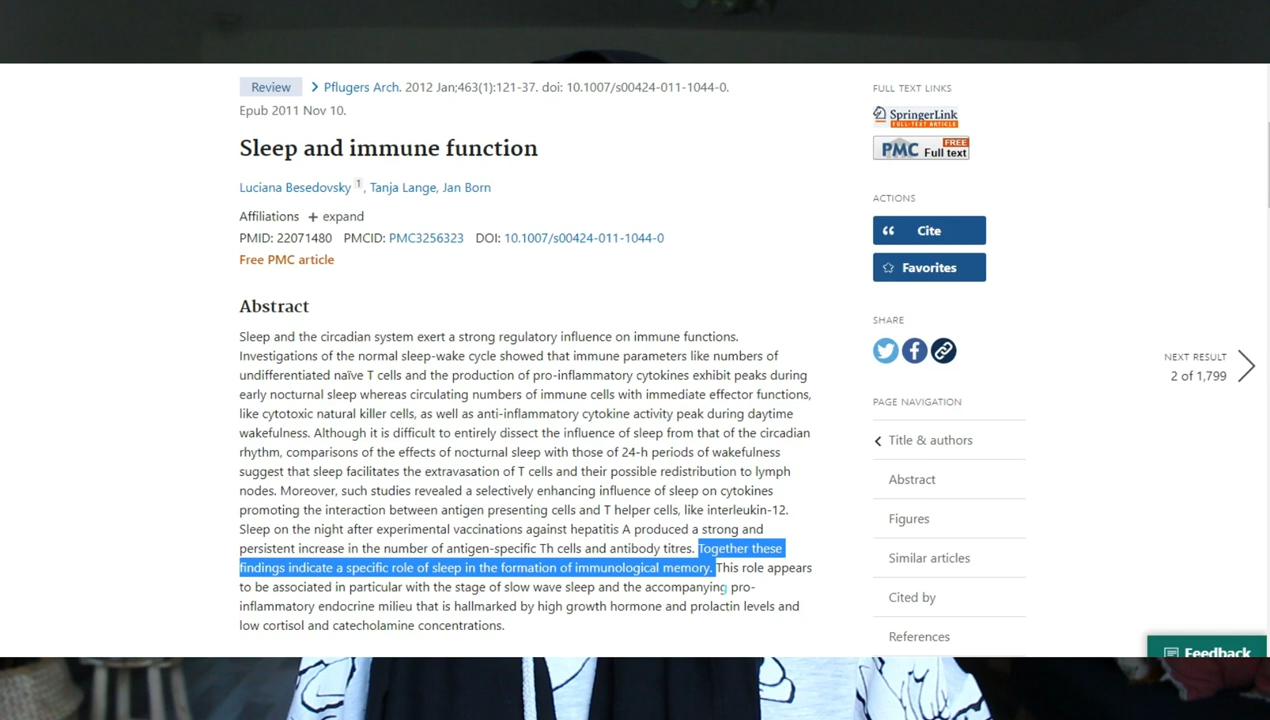 Review > Pflugers Arch. 2012 Jan;463(1):121-37. doi: 10.1007/s00424-011-1044-0.
Epub 2011 Nov 10.
Sleep and immune function
Luciana Besedovsky 1, Tanja Lange, Jan Born
Affiliations + expand
PMID: 22071480 PMCID: PMC3256323 DOI: 10.1007/s00424-011-1044-0
Free PMC article
Abstract
Sleep and the circadian system exert a strong regulatory influence on immune functions.
Investigations of the normal sleep-wake cycle showed that immune parameters like numbers of
undifferentiated naïve T cells and the production of pro-inflammatory cytokines exhibit peaks during
early nocturnal sleep whereas circulating numbers of immune cells with immediate effector functions,
like cytotoxic natural killer cells, as well as anti-inflammatory cytokine activity peak during daytime
wakefulness. Although it is difficult to entirely dissect the influence of sleep from that of the circadian
rhythm, comparisons of the effects of nocturnal sleep with those of 24-h periods of wakefulness
suggest that sleep facilitates the extravasation of T cells and their possible redistribution to lymph
nodes. Moreover, such studies revealed a selectively enhancing influence of sleep on cytokines
promoting the interaction between antigen presenting cells and T helper cells, like interleukin-12.
Sleep on the night after experimental vaccinations against hepatitis A produced a strong and
persistent increase in the number of antigen-specific Th cells and antibody titres. Together these
findings indicate a specific role of sleep in the formation of immunological memory. This role appears
to be associated in particular with the stage of slow wave sleep and the accompanying pro-
inflammatory endocrine milieu that is hallmarked by high growth hormone and prolactin levels and
low cortisol and catecholamine concentrations.
FULL TEXT LINKS
SpringerLink
FULL-TEXT ARTICLE
PMC FREE Full text
ACTIONS
Cite
Favorites
SHARE
PAGE NAVIGATION
Title & authors
Abstract
Figures
Similar articles
Cited by
References
NEXT RESULT
2 of 1,799
Feedback